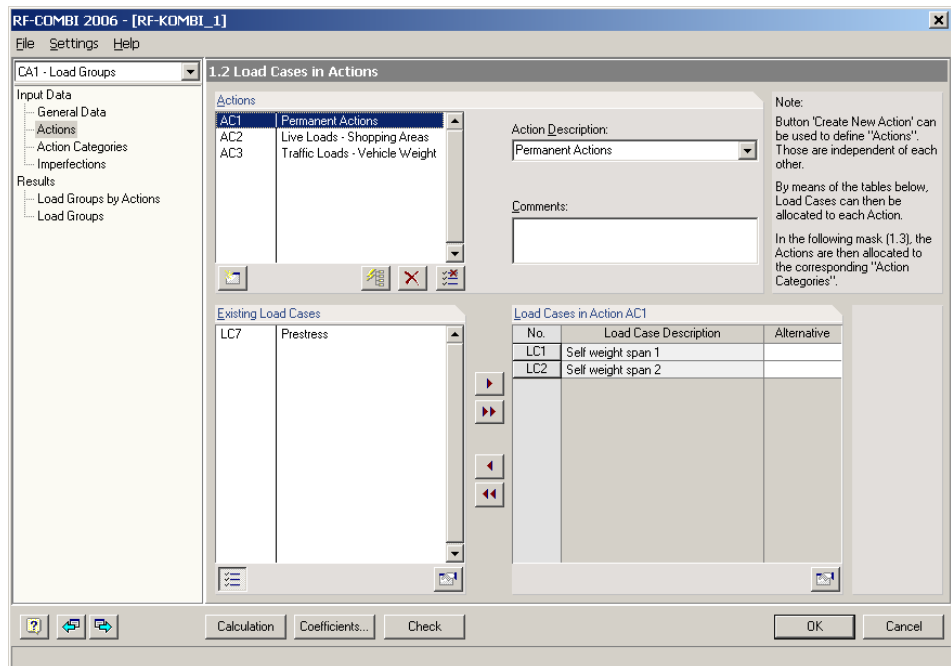 RF-COMBI 2006 - [RF-KOMBI_1]
File Settings Help
CA1 - Load Groups
Input Data
General Data
Actions
Action Categories
Imperfections
Results
Load Groups by Actions
Load Groups
1.2 Load Cases in Actions
Actions
AC1 Permanent Actions
AC2 Live Loads - Shopping Areas
AC3 Traffic Loads - Vehicle Weight
Action Description:
Permanent Actions
Comments:
Note:
Button 'Create New Action' can
be used to define "Actions".
Those are independent of each
other.
By means of the tables below,
Load Cases can then be
allocated to each Action.
In the following mask (1.3), the
Actions are then allocated to
the corresponding "Action
Categories".
Existing Load Cases
LC7 Prestress
Load Cases in Action AC1
No. Load Case Description Alternative
LC1 Self weight span 1
LC2 Self weight span 2
Calculation Coefficients... Check OK Cancel